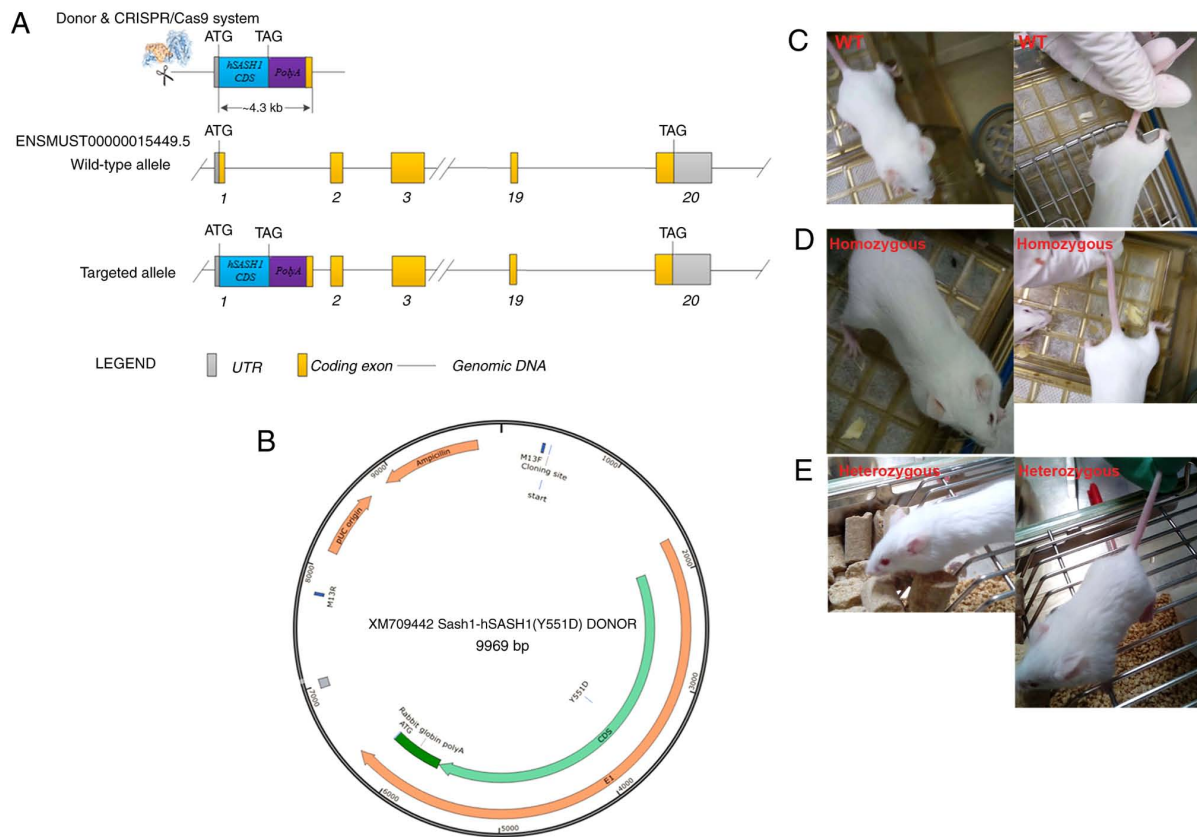 A
Donor & CRISPR/Cas9 system
ATG TAG
hSASH1 CDS PolyA
~4.3 kb
ENSMUST00000015449.5
Wild-type allele
ATG TAG
1 2 3 19 20
Targeted allele
ATG TAG TAG
hSASH1 CDS PolyA
1 2 3 19 20
LEGEND UTR Coding exon Genomic DNA
B
XM709442 Sash1-hSASH1(Y551D) DONOR
9969 bp
M13F
Cloning site
start
1000
2000
3000
4000
5000
6000
7000
8000
9000
Ampicillin
pUC origin
M13R
Y551D
Rabbit globin polyA
ATG
CDS
E1
C
WT WT
D
Homozygous Homozygous
E
Heterozygous Heterozygous